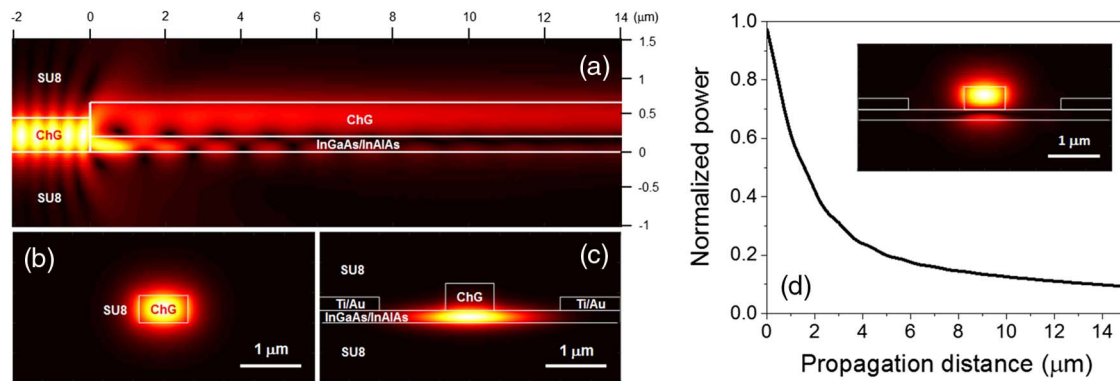 -2 0 2 4 6 8 10 12 14 (μm)
SU8
(a)
ChG
ChG
InGaAs/InAlAs
SU8
1.5
1
0.5
0
-0.5
-1
(b)
SU8
ChG
1 μm
(c)
SU8
ChG
Ti/Au
Ti/Au
InGaAs/InAlAs
SU8
1 μm
1.0
0.8
0.6
0.4
0.2
0.0
Normalized power
1 μm
(d)
0 2 4 6 8 10 12 14
Propagation distance (μm)